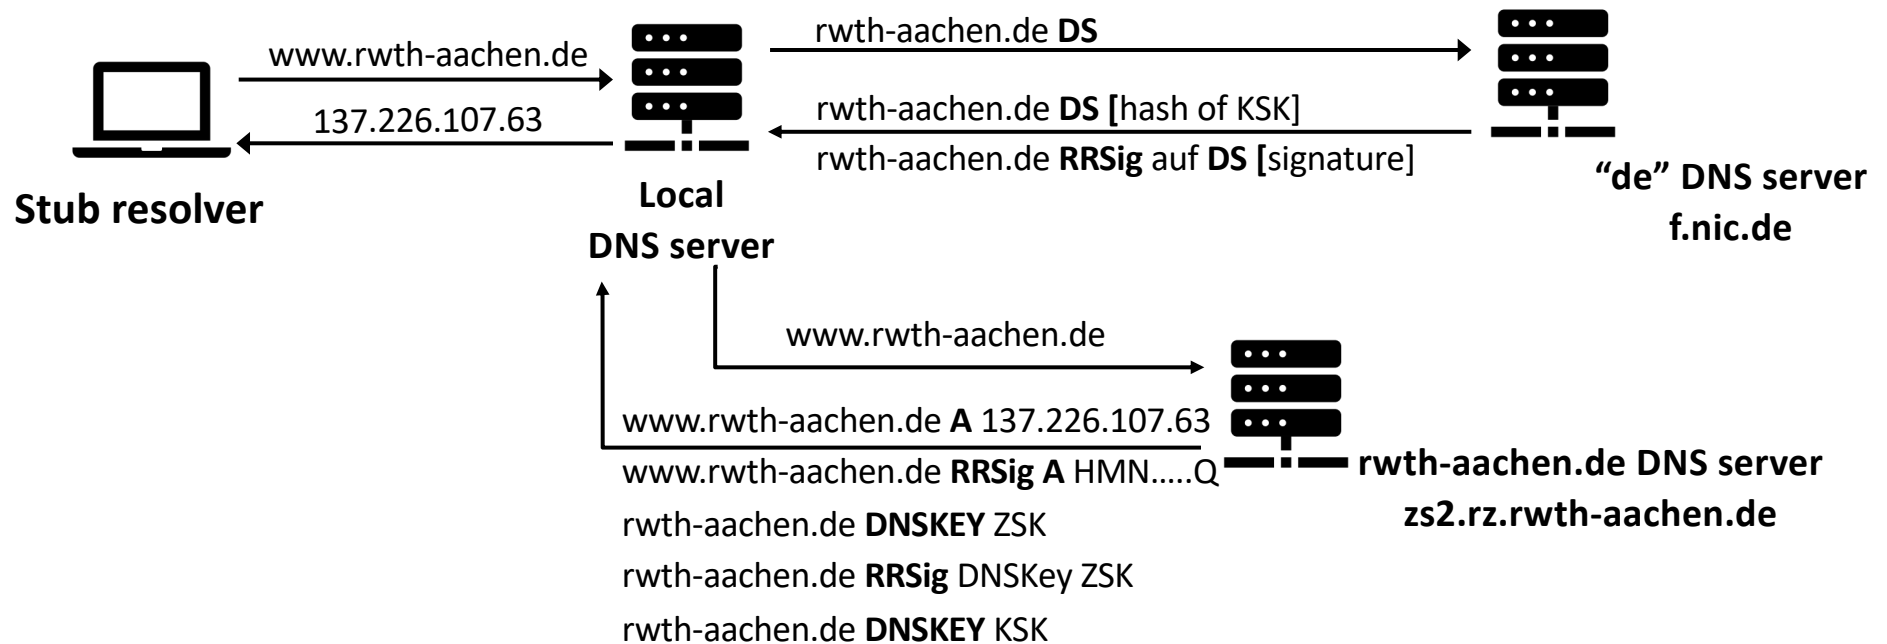 www.rwth-aachen.de
137.226.107.63
Stub resolver
Local
DNS server
rwth-aachen.de DS
rwth-aachen.de DS [hash of KSK]
rwth-aachen.de RRSig auf DS [signature]
“de” DNS server
f.nic.de
www.rwth-aachen.de
www.rwth-aachen.de A 137.226.107.63
www.rwth-aachen.de RRSig A HMN.....Q
rwth-aachen.de DNSKEY ZSK
rwth-aachen.de RRSig DNSKey ZSK
rwth-aachen.de DNSKEY KSK
rwth-aachen.de DNS server
zs2.rz.rwth-aachen.de